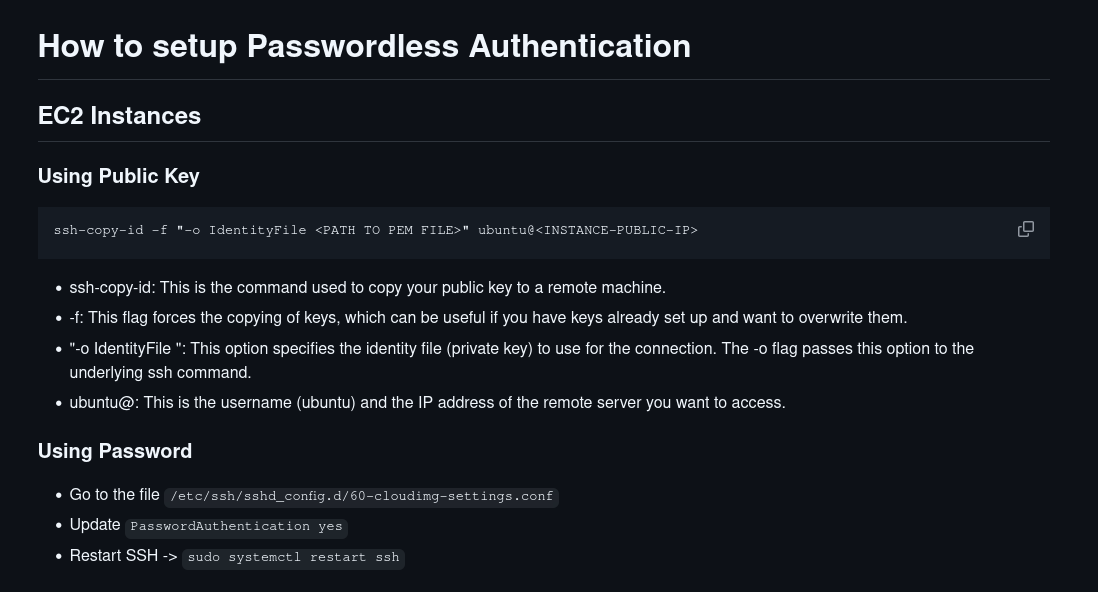 How to setup Passwordless Authentication
EC2 Instances
Using Public Key
ssh-copy-id -f "-o IdentityFile <PATH TO PEM FILE>" ubuntu@<INSTANCE-PUBLIC-IP>
• ssh-copy-id: This is the command used to copy your public key to a remote machine.
• -f: This flag forces the copying of keys, which can be useful if you have keys already set up and want to overwrite them.
• "-o IdentityFile ": This option specifies the identity file (private key) to use for the connection. The -o flag passes this option to the
underlying ssh command.
• ubuntu@: This is the username (ubuntu) and the IP address of the remote server you want to access.
Using Password
• Go to the file /etc/ssh/sshd_config.d/60-cloudimg-settings.conf
• Update PasswordAuthentication yes
• Restart SSH -> sudo systemctl restart ssh